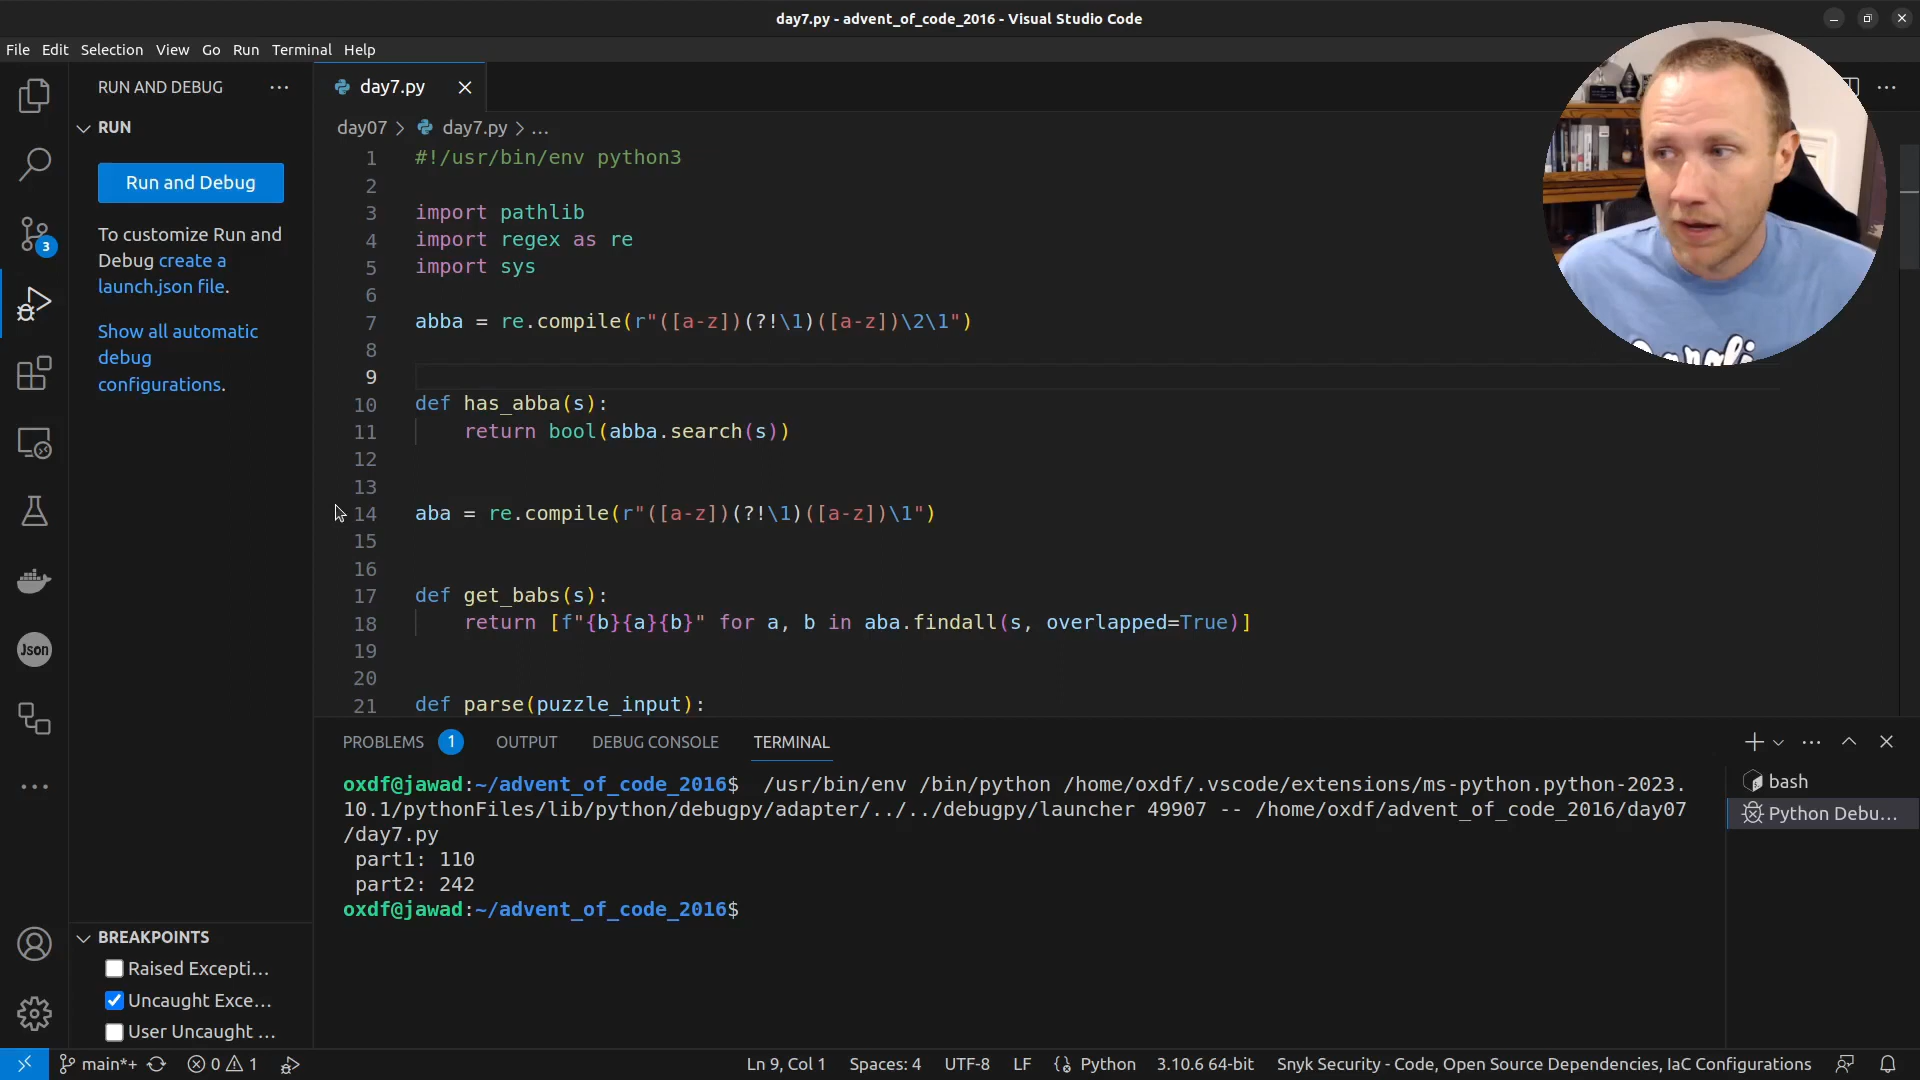 day7.py - advent_of_code_2016 - Visual Studio Code
File Edit Selection View Go Run Terminal Help
RUN AND DEBUG
day7.py
RUN
day07 > day7.py > ...
Run and Debug
To customize Run and
Debug create a
launch.json file.
Show all automatic
debug
configurations.
1 #!/usr/bin/env python3
2
3 import pathlib
4 import regex as re
5 import sys
6
7 abba = re.compile(r"([a-z])(?!\1)([a-z])\2\1")
8
9
10 def has_abba(s):
11 return bool(abba.search(s))
12
13
14 aba = re.compile(r"([a-z])(?!\1)([a-z])\1")
15
16
17 def get_babs(s):
18 return [f"{b}{a}{b}" for a, b in aba.findall(s, overlapped=True)]
19
20
21 def parse(puzzle_input):
3
Json
PROBLEMS 1 OUTPUT DEBUG CONSOLE TERMINAL
oxdf@jawad:~/advent_of_code_2016$ /usr/bin/env /bin/python /home/oxdf/.vscode/extensions/ms-python.python-2023.
10.1/pythonFiles/lib/python/debugpy/adapter/../../debugpy/launcher 49907 -- /home/oxdf/advent_of_code_2016/day07
/day7.py
part1: 110
part2: 242
oxdf@jawad:~/advent_of_code_2016$
bash
Python Debu...
BREAKPOINTS
Raised Excepti...
Uncaught Exce...
User Uncaught ...
main*+ 0 1 Ln 9, Col 1 Spaces: 4 UTF-8 LF Python 3.10.6 64-bit Snyk Security - Code, Open Source Dependencies, IaC Configurations